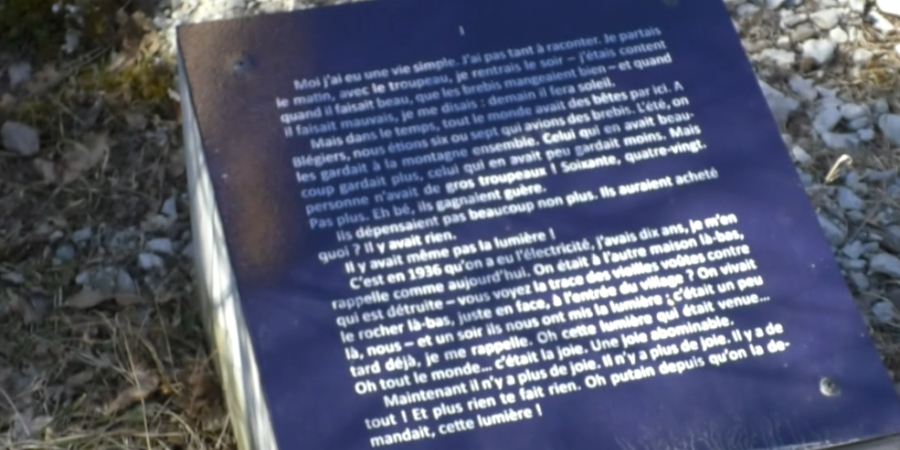 I
Moi j'ai eu une vie simple. J'ai pas tant à raconter. Je partais
le matin, avec le troupeau, je rentrais le soir – j'étais content
quand il faisait beau, que les brebis mangeaient bien – et quand
il faisait mauvais, je me disais : demain il fera soleil.
Mais dans le temps, tout le monde avait des bêtes par ici. A
Blégiers, nous étions six ou sept qui avions des brebis. L'été, on
les gardait à la montagne ensemble. Celui qui en avait beau-
coup gardait plus, celui qui en avait peu gardait moins. Mais
personne n'avait de gros troupeaux ! Soixante, quatre-vingt.
Pas plus. Eh bé, ils gagnaient guère.
Ils dépensaient pas beaucoup non plus. Ils auraient acheté
quoi ? Il y avait rien.
Il y avait même pas la lumière !
C'est en 1936 qu'on a eu l'électricité, j'avais dix ans, je m'en
rappelle comme aujourd'hui. On était à l'autre maison là-bas,
qui est détruite – vous voyez la trace des vieilles voûtes contre
le rocher là-bas, juste en face, à l'entrée du village ? On vivait
là, nous – et un soir ils nous ont mis la lumière : c'était un peu
tard déjà, je me rappelle. Oh cette lumière qui était venue...
Oh tout le monde... c'était la joie. Une joie abominable.
Maintenant il n'y a plus de joie. Il n'y a plus de joie. Il y a de
tout ! Et plus rien te fait rien. Oh putain depuis qu'on la de-
mandait, cette lumière !